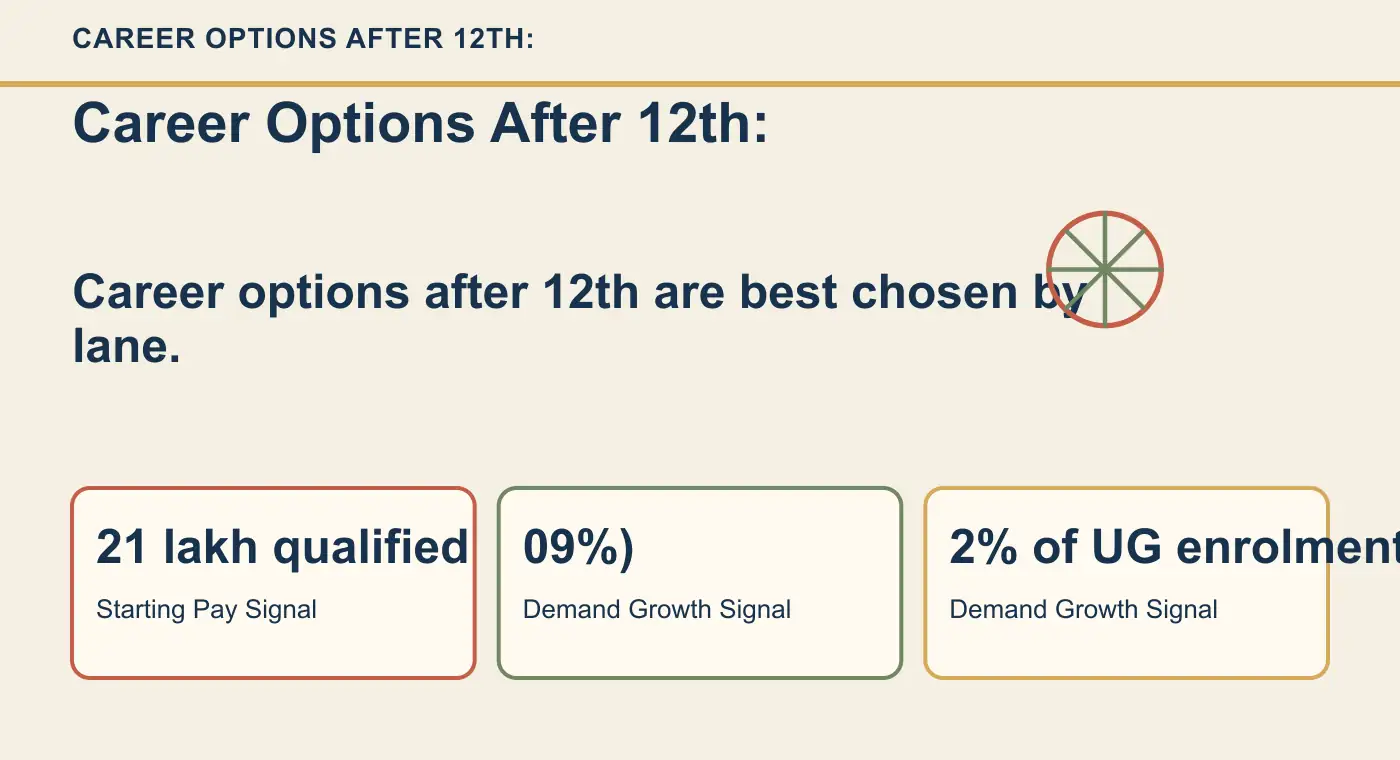 CAREER OPTIONS AFTER 12TH:
Career Options After 12th:
Career options after 12th are best chosen by
lane.
21 lakh qualified
Starting Pay Signal
09%)
Demand Growth Signal
2% of UG enrolment
Demand Growth Signal